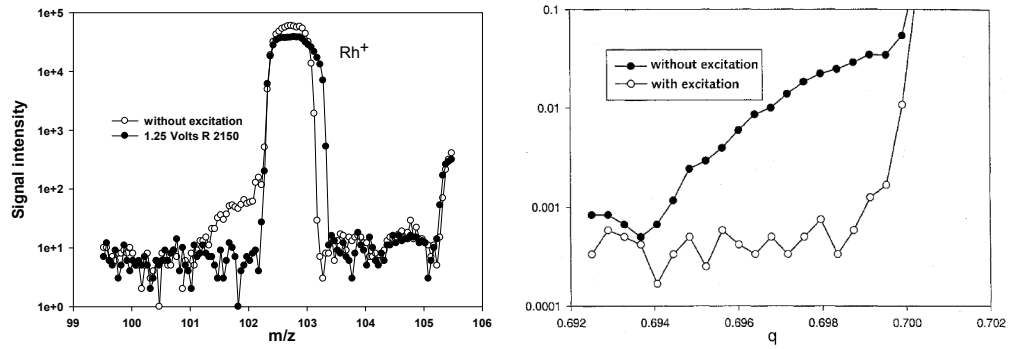 1e+5
1e+4
1e+3
1e+2
1e+1
1e+0
Signal intensity
Rh+
without excitation
1.25 Volts R 2150
99 100 101 102 103 104 105 106
m/z
0.1
0.01
0.001
0.0001
without excitation
with excitation
0.692 0.694 0.696 0.698 0.700 0.702
q